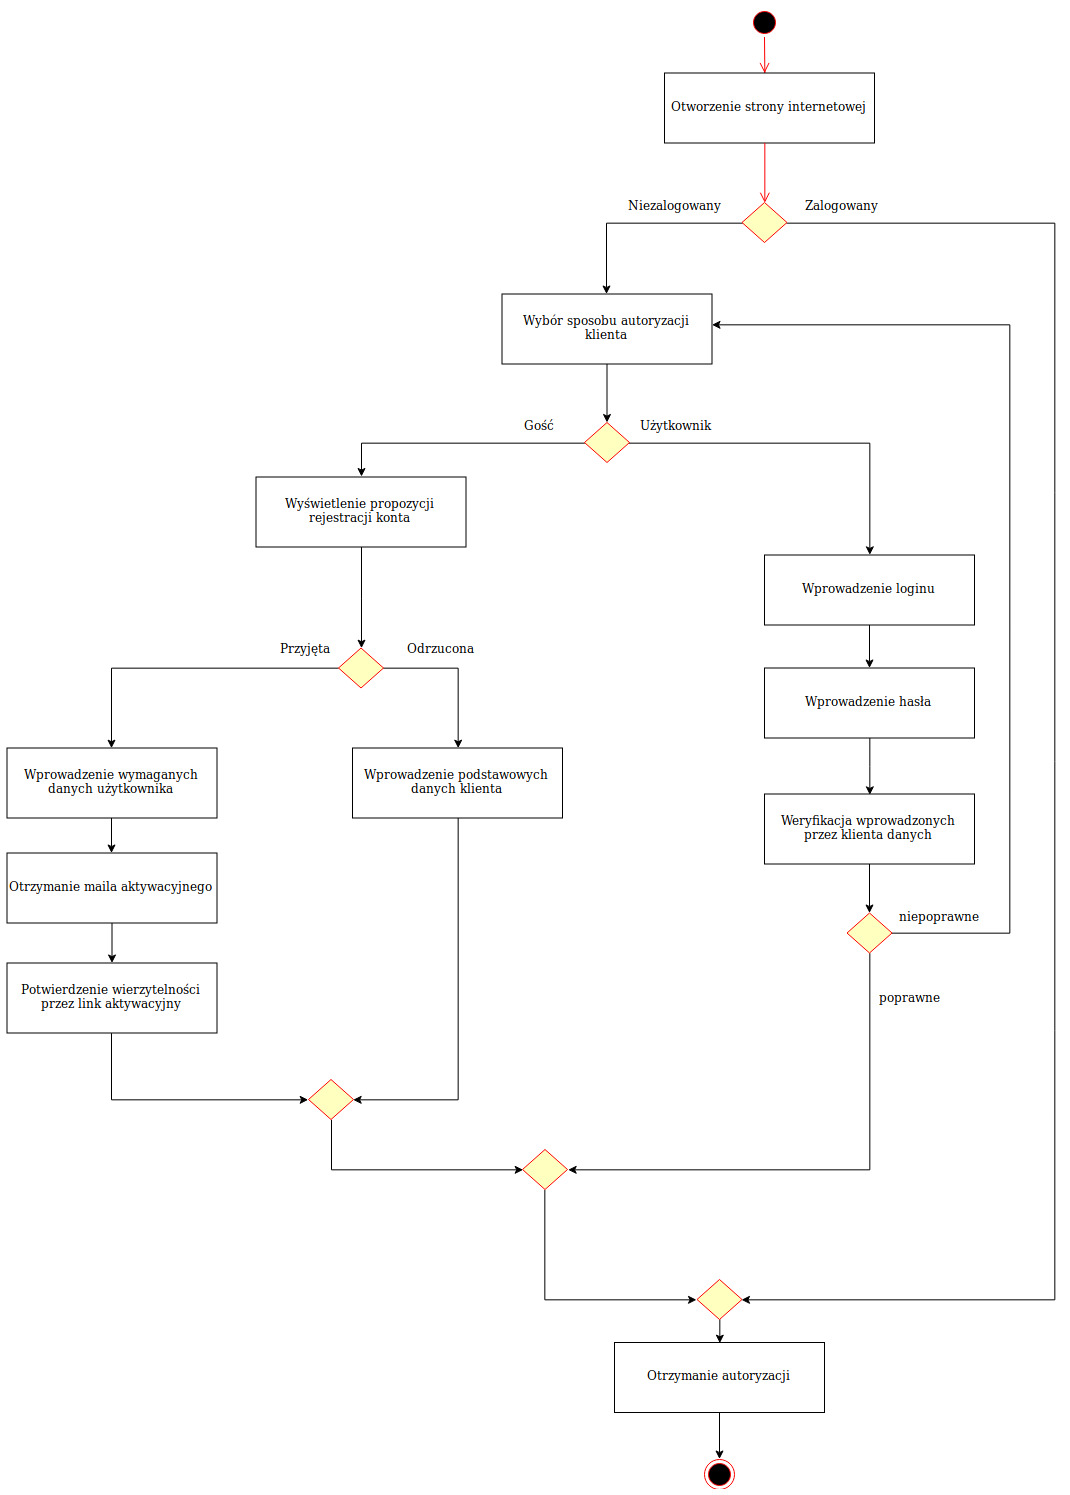 Otworzenie strony internetowej
Niezalogowany
Zalogowany
Wybór sposobu autoryzacji
klienta
Gość
Użytkownik
Wyświetlenie propozycji
rejestracji konta
Wprowadzenie loginu
Przyjęta
Odrzucona
Wprowadzenie hasła
Wprowadzenie wymaganych
danych użytkownika
Wprowadzenie podstawowych
danych klienta
Weryfikacja wprowadzonych
przez klienta danych
Otrzymanie maila aktywacyjnego
niepoprawne
Potwierdzenie wierzytelności
przez link aktywacyjny
poprawne
Otrzymanie autoryzacji